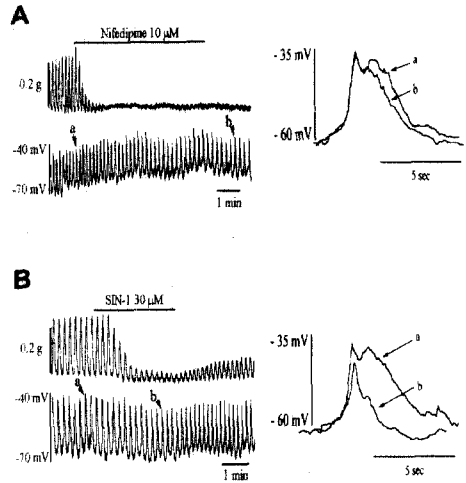 A
Nifedipine 10 µM
0.2 g
a
b
-40 mV
-70 mV
1 min
- 35 mV
a
b
- 60 mV
5 sec
B
SIN-1 30 µM
0.2 g
a
b
-40 mV
-70 mV
1 min
- 35 mV
a
b
- 60 mV
5 sec